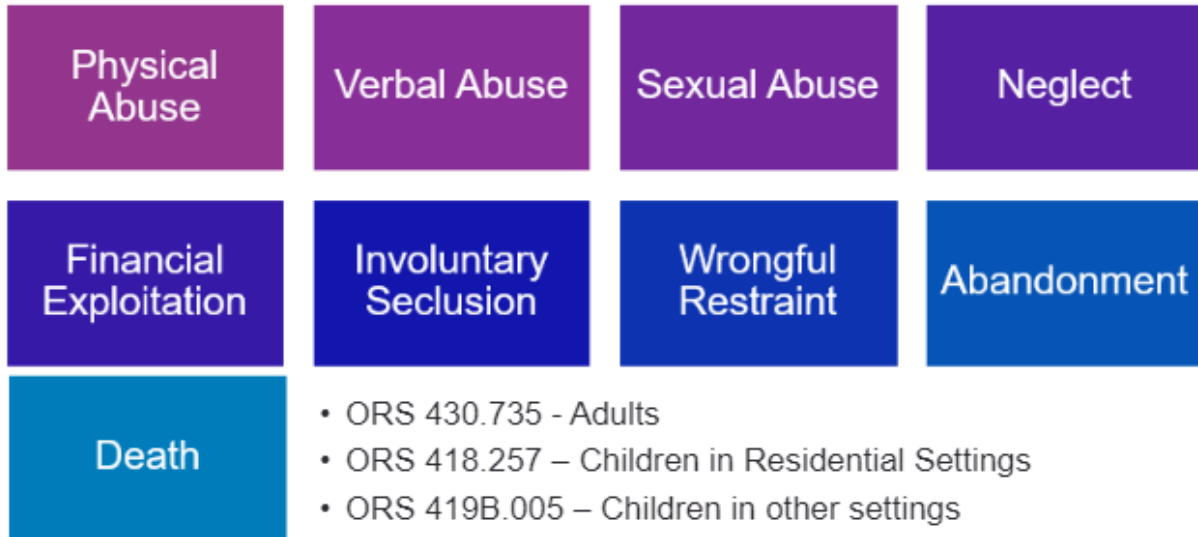 Physical
Abuse
Verbal Abuse
Sexual Abuse
Neglect
Financial
Exploitation
Involuntary
Seclusion
Wrongful
Restraint
Abandonment
Death
• ORS 430.735 - Adults
• ORS 418.257 – Children in Residential Settings
• ORS 419B.005 – Children in other settings